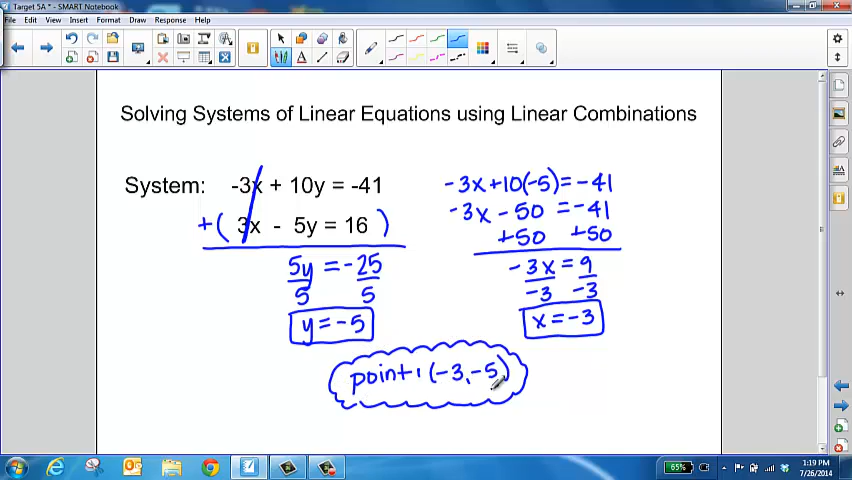 Target 5A * - SMART Notebook
File Edit View Insert Format Draw Response Help
Solving Systems of Linear Equations using Linear Combinations
System: -3x + 10y = -41
+( 3x - 5y = 16 )
5y = -25
5 5
y = -5
-3x+10(-5)=-41
-3x - 50 = -41
+50 +50
-3x = 9
-3 -3
x = -3
point: (-3,-5)
65%
1:19 PM
7/26/2014